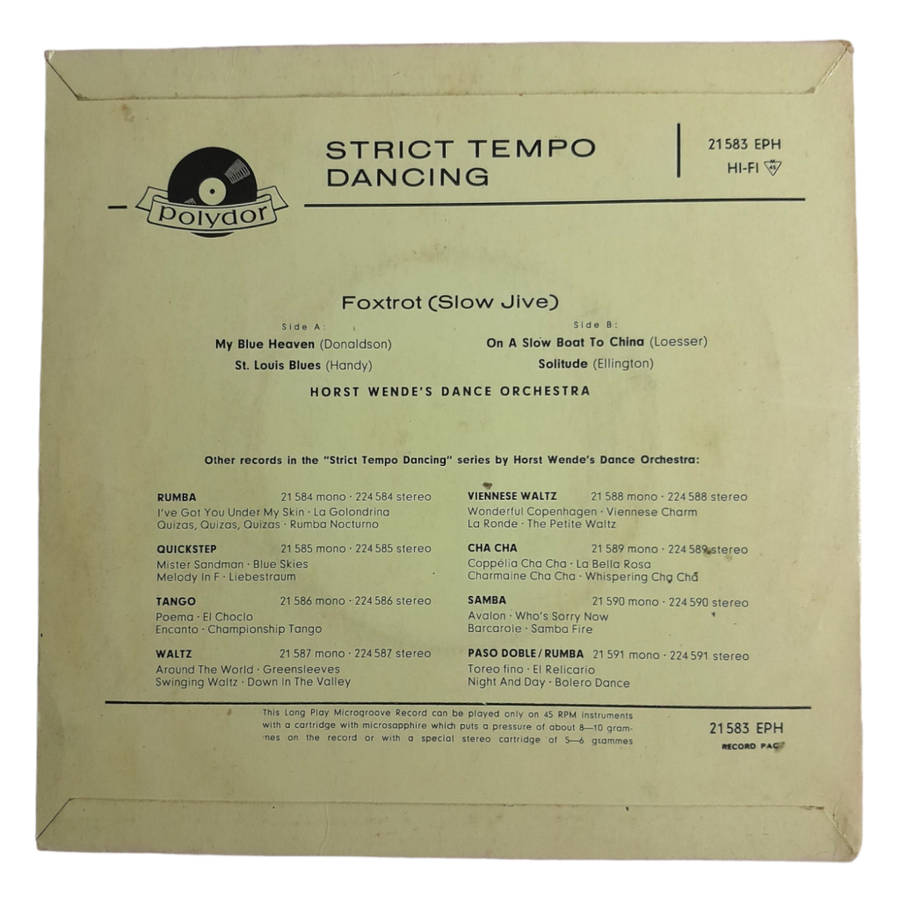 STRICT TEMPO
DANCING
21 583 EPH
HI-FI 45
polydor
Foxtrot (Slow Jive)
Side A:
My Blue Heaven (Donaldson)
St. Louis Blues (Handy)
Side B:
On A Slow Boat To China (Loesser)
Solitude (Ellington)
HORST WENDE'S DANCE ORCHESTRA
Other records in the "Strict Tempo Dancing" series by Horst Wende's Dance Orchestra:
RUMBA 21 584 mono · 224 584 stereo
I've Got You Under My Skin · La Golondrina
Quizas, Quizas, Quizas · Rumba Nocturno
QUICKSTEP 21 585 mono · 224 585 stereo
Mister Sandman · Blue Skies
Melody In F · Liebestraum
TANGO 21 586 mono · 224 586 stereo
Poema · El Choclo
Encanto · Championship Tango
WALTZ 21 587 mono · 224 587 stereo
Around The World · Greensleeves
Swinging Waltz · Down In The Valley
VIENNESE WALTZ 21 588 mono · 224 588 stereo
Wonderful Copenhagen · Viennese Charm
La Ronde · The Petite Waltz
CHA CHA 21 589 mono · 224 589 stereo
Coppélia Cha Cha · La Bella Rosa
Charmaine Cha Cha · Whispering Cha Cha
SAMBA 21 590 mono · 224 590 stereo
Avalon · Who's Sorry Now
Barcarole · Samba Fire
PASO DOBLE / RUMBA 21 591 mono · 224 591 stereo
Toreo fino · El Relicario
Night And Day · Bolero Dance
This Long Play Microgroove Record can be played only on 45 RPM instruments
with a cartridge with microsapphire which puts a pressure of about 8—10 gram-
mes on the record or with a special stereo cartridge of 5—6 grammes
21 583 EPH
RECORD PAC